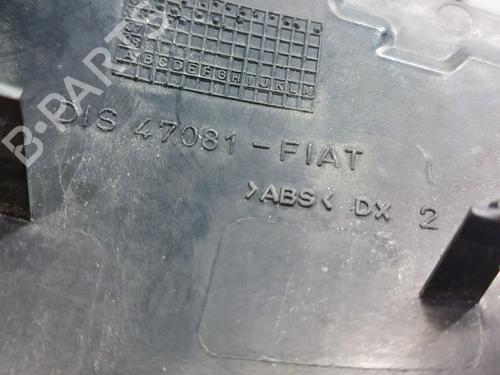 B-PARTS
ABCDEFGHIJKLM
DIS 47081-FIAT
>ABS< DX 2